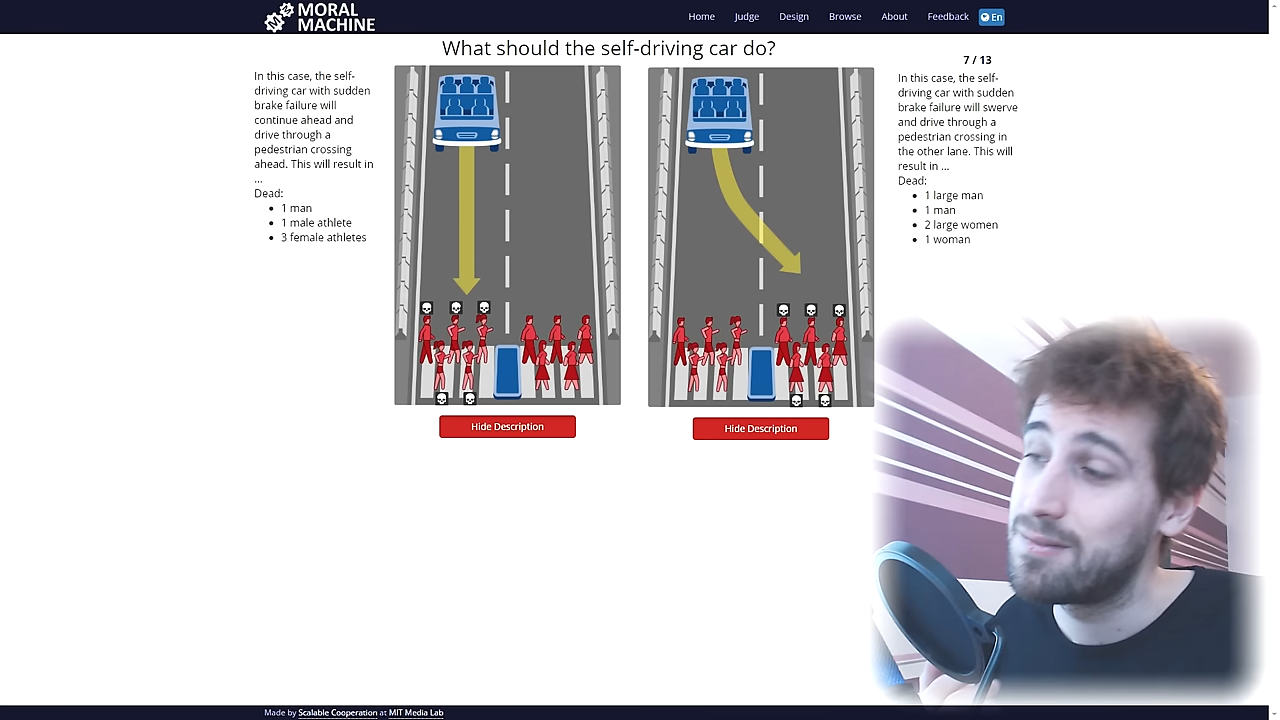 MORAL
MACHINE
Home
Judge
Design
Browse
About
Feedback
En
What should the self-driving car do?
7 / 13
In this case, the self-
driving car with sudden
brake failure will
continue ahead and
drive through a
pedestrian crossing
ahead. This will result in
...
Dead:
1 man
1 male athlete
3 female athletes
In this case, the self-
driving car with sudden
brake failure will swerve
and drive through a
pedestrian crossing in
the other lane. This will
result in ...
Dead:
1 large man
1 man
2 large women
1 woman
Hide Description
Hide Description
Made by Scalable Cooperation at MIT Media Lab